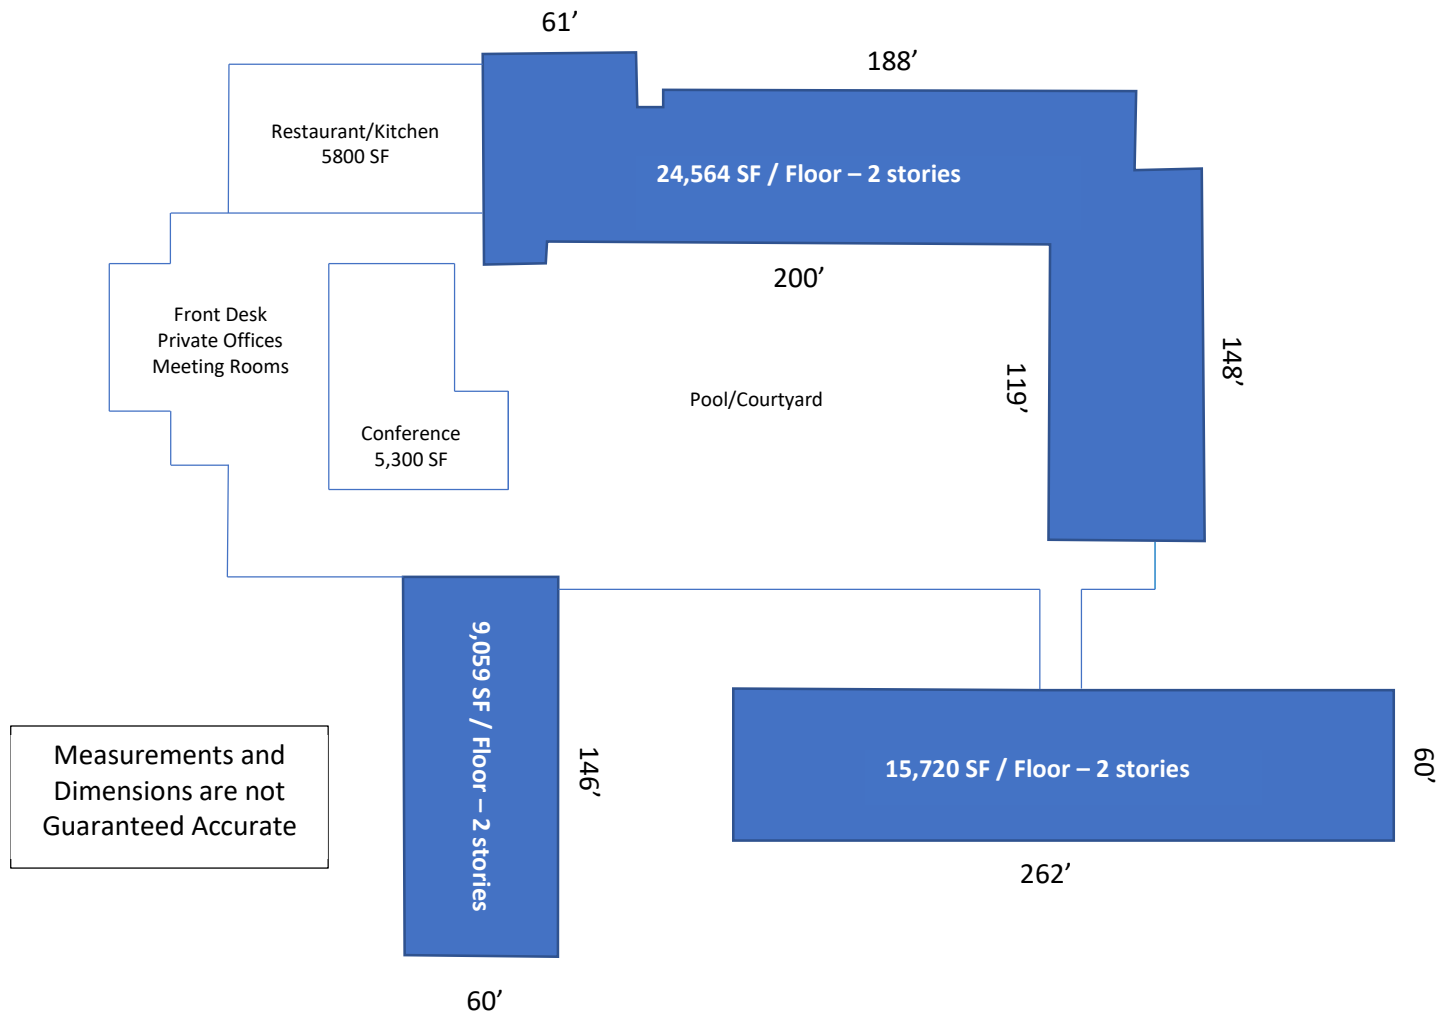 61’
188’
Restaurant/Kitchen
5800 SF
24,564 SF / Floor – 2 stories
200’
Front Desk
Private Offices
Meeting Rooms
148’
119’
Pool/Courtyard
Conference
5,300 SF
9,059 SF / Floor – 2 stories
146’
Measurements and
Dimensions are not
Guaranteed Accurate
15,720 SF / Floor – 2 stories
60’
262’
60’